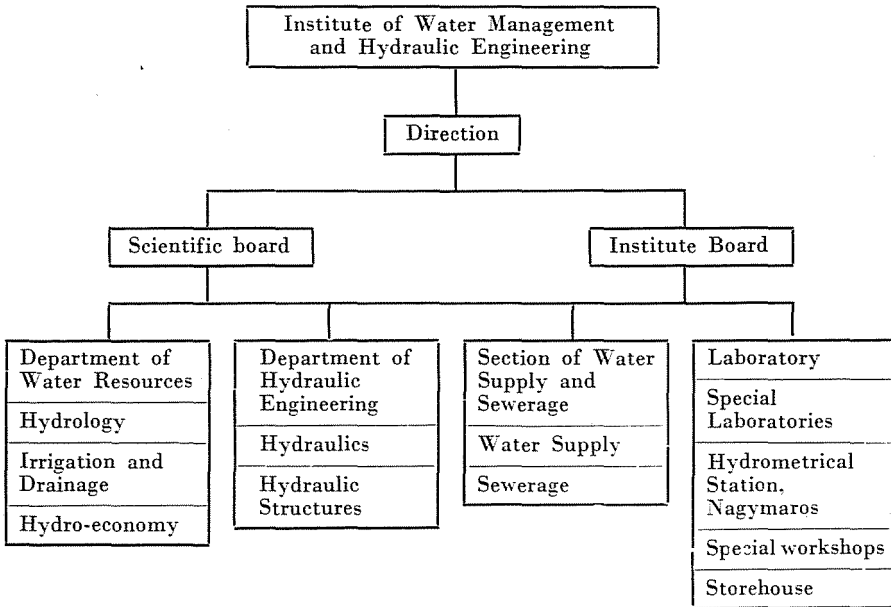 Institute of Water Management
and Hydraulic Engineering
Direction
Scientific board
Institute Board
Department of
Water Resources
Hydrology
Irrigation and
Drainage
Hydro-economy
Department of
Hydraulic
Engineering
Hydraulics
Hydraulic
Structures
Section of Water
Supply and
Sewerage
Water Supply
Sewerage
Laboratory
Special
Laboratories
Hydrometrical
Station,
Nagymaros
Special workshops
Storehouse